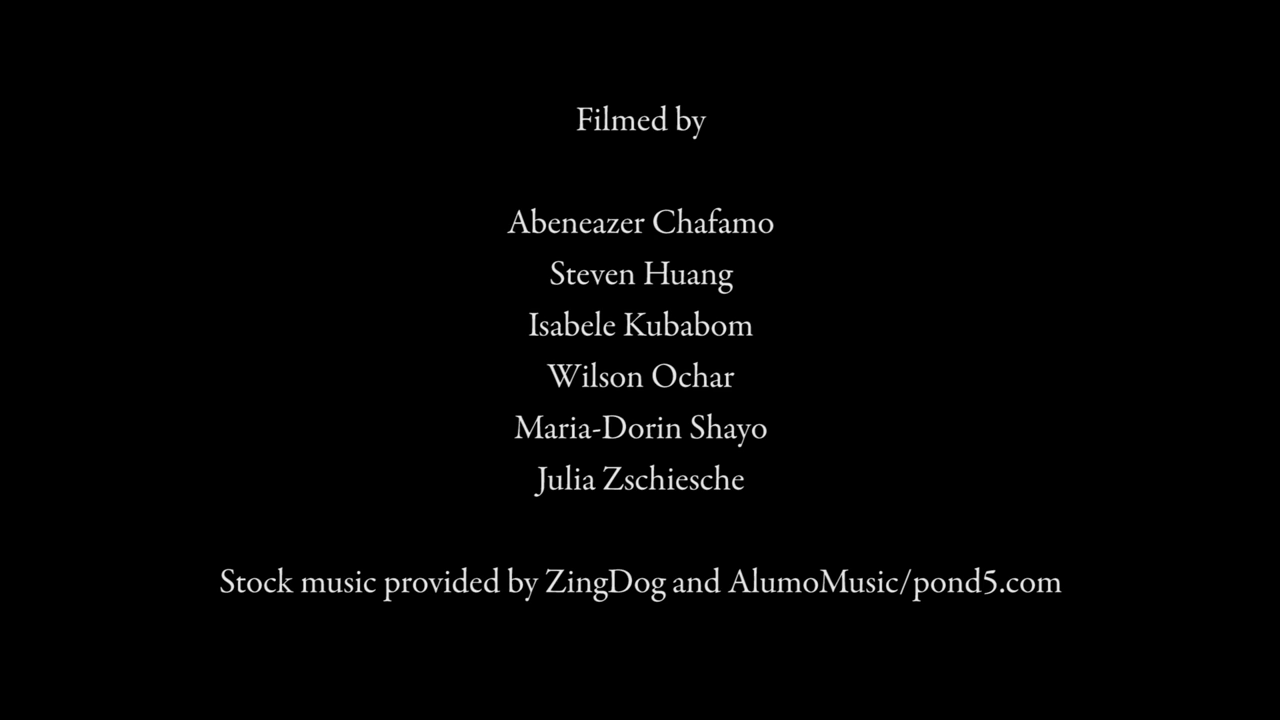 Filmed by
Abeneazer Chafamo
Steven Huang
Isabele Kubabom
Wilson Ochar
Maria-Dorin Shayo
Julia Zschiesche
Stock music provided by ZingDog and AlumoMusic/pond5.com